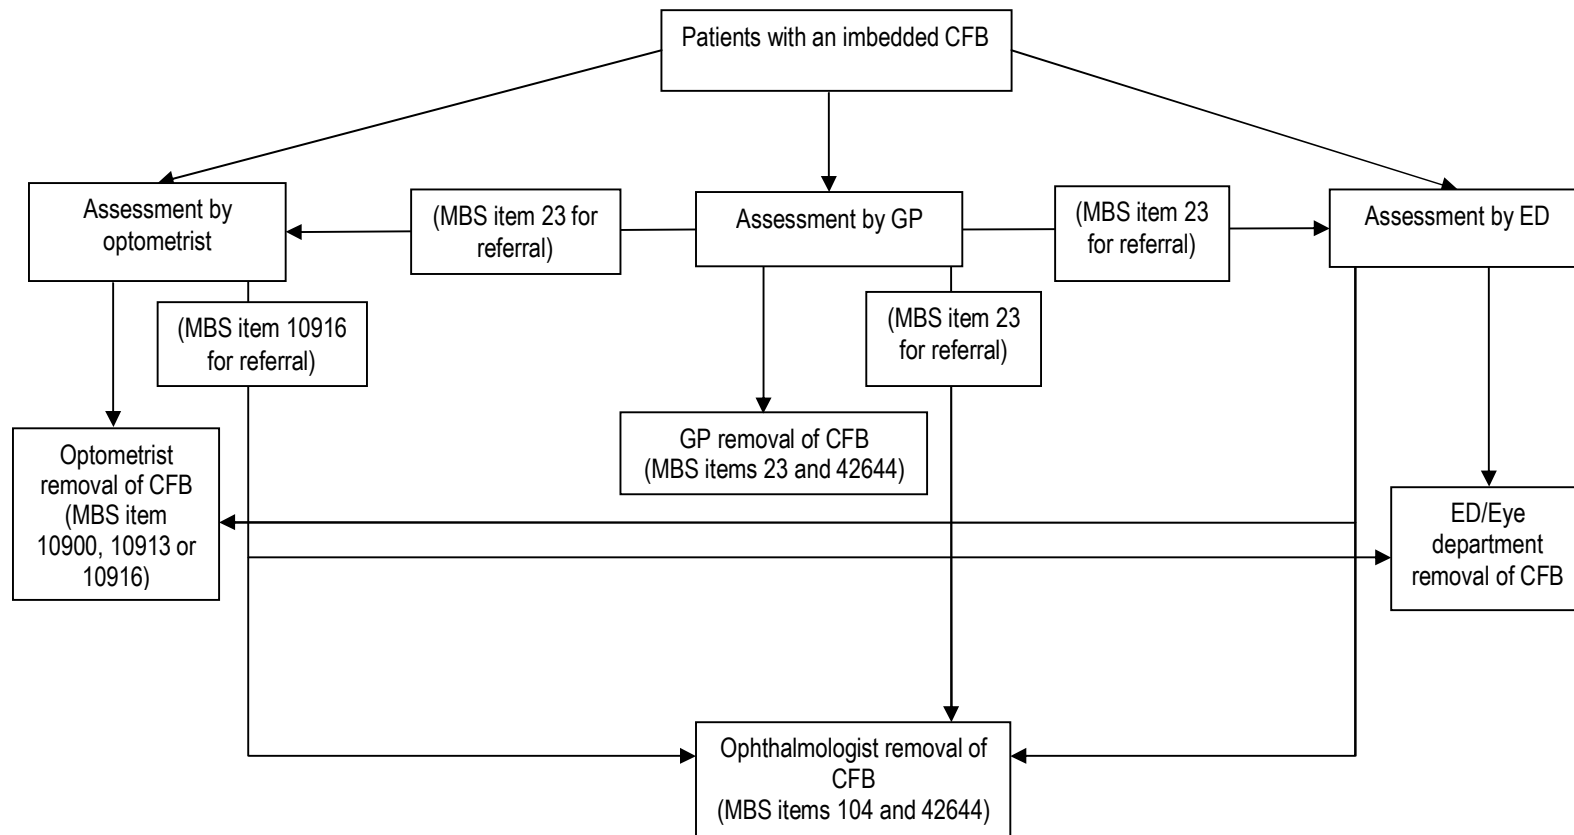 Patients with an imbedded CFB
Assessment by
optometrist
(MBS item 23 for
referral)
Assessment by GP
(MBS item 23
for referral)
Assessment by ED
(MBS item 10916
for referral)
(MBS item 23
for referral)
Optometrist
removal of CFB
(MBS item
10900, 10913 or
10916)
GP removal of CFB
(MBS items 23 and 42644)
ED/Eye
department
removal of CFB
Ophthalmologist removal of
CFB
(MBS items 104 and 42644)